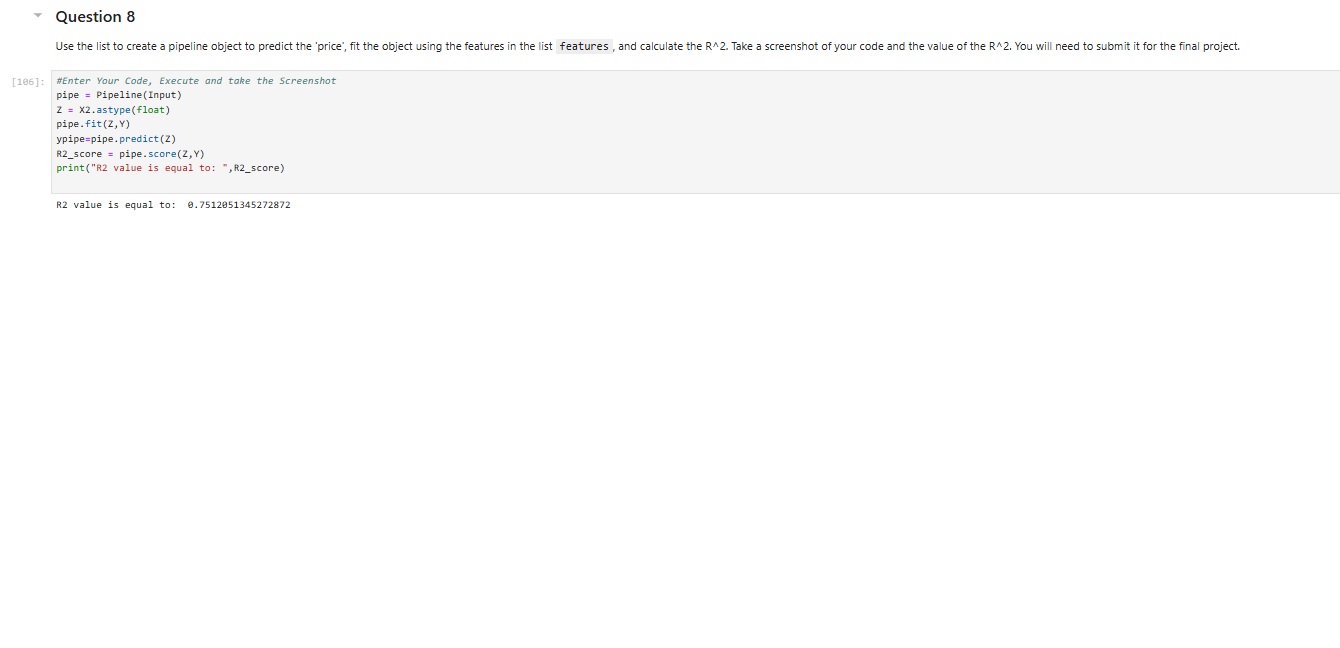 Question 8
Use the list to create a pipeline object to predict the 'price', fit the object using the features in the list features , and calculate the R^2. Take a screenshot of your code and the value of the R^2. You will need to submit it for the final project.
[106]: #Enter Your Code, Execute and take the Screenshot
pipe = Pipeline(Input)
Z = X2.astype(float)
pipe.fit(Z,Y)
ypipe=pipe.predict(Z)
R2_score = pipe.score(Z,Y)
print("R2 value is equal to: ",R2_score)
R2 value is equal to:  0.7512051345272872